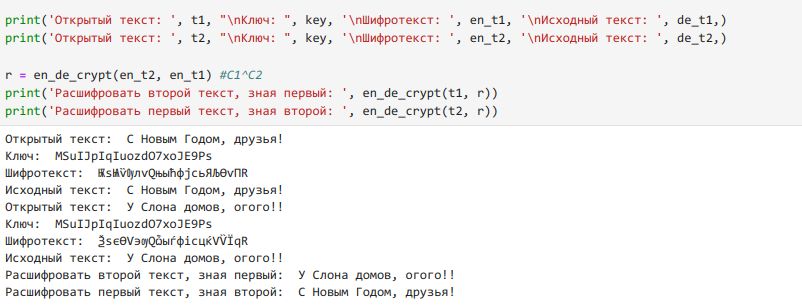 print('Открытый текст: ', t1, "\nКлюч: ", key, '\nШифротекст: ', en_t1, '\nИсходный текст: ', de_t1,)
print('Открытый текст: ', t2, "\nКлюч: ", key, '\nШифротекст: ', en_t2, '\nИсходный текст: ', de_t2,)
r = en_de_crypt(en_t2, en_t1) #C1^C2
print('Расшифровать второй текст, зная первый: ', en_de_crypt(t1, r))
print('Расшифровать первый текст, зная второй: ', en_de_crypt(t2, r))
Открытый текст:  С Новым Годом, друзья!
Ключ:  MSuIJpIqIuozdO7xoJE9Ps
Шифротекст:
Исходный текст:  С Новым Годом, друзья!
Открытый текст:  У Слона домов, огого!!
Ключ:  MSuIJpIqIuozdO7xoJE9Ps
Шифротекст:
Исходный текст:  У Слона домов, огого!!
Расшифровать второй текст, зная первый:  У Слона домов, огого!!
Расшифровать первый текст, зная второй:  С Новым Годом, друзья!